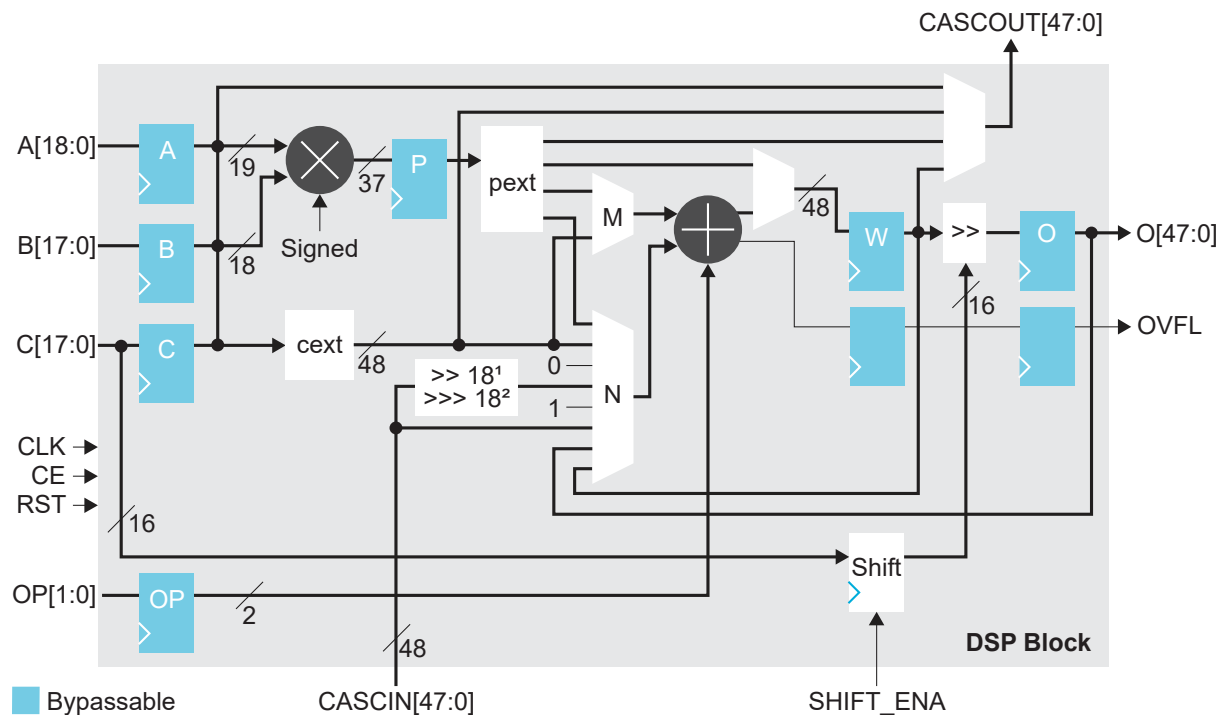 CASCOUT[47:0]
A[18:0]
A
19
37
P
pext
M
48
B[17:0]
B
18
Signed
W
>>
O
O[47:0]
16
C[17:0]
C
cext
48
0
N
OVFL
>> 18¹
>>> 18²
1
CLK
CE
RST
16
Shift
OP[1:0]
OP
2
48
DSP Block
Bypassable
CASCIN[47:0]
SHIFT_ENA